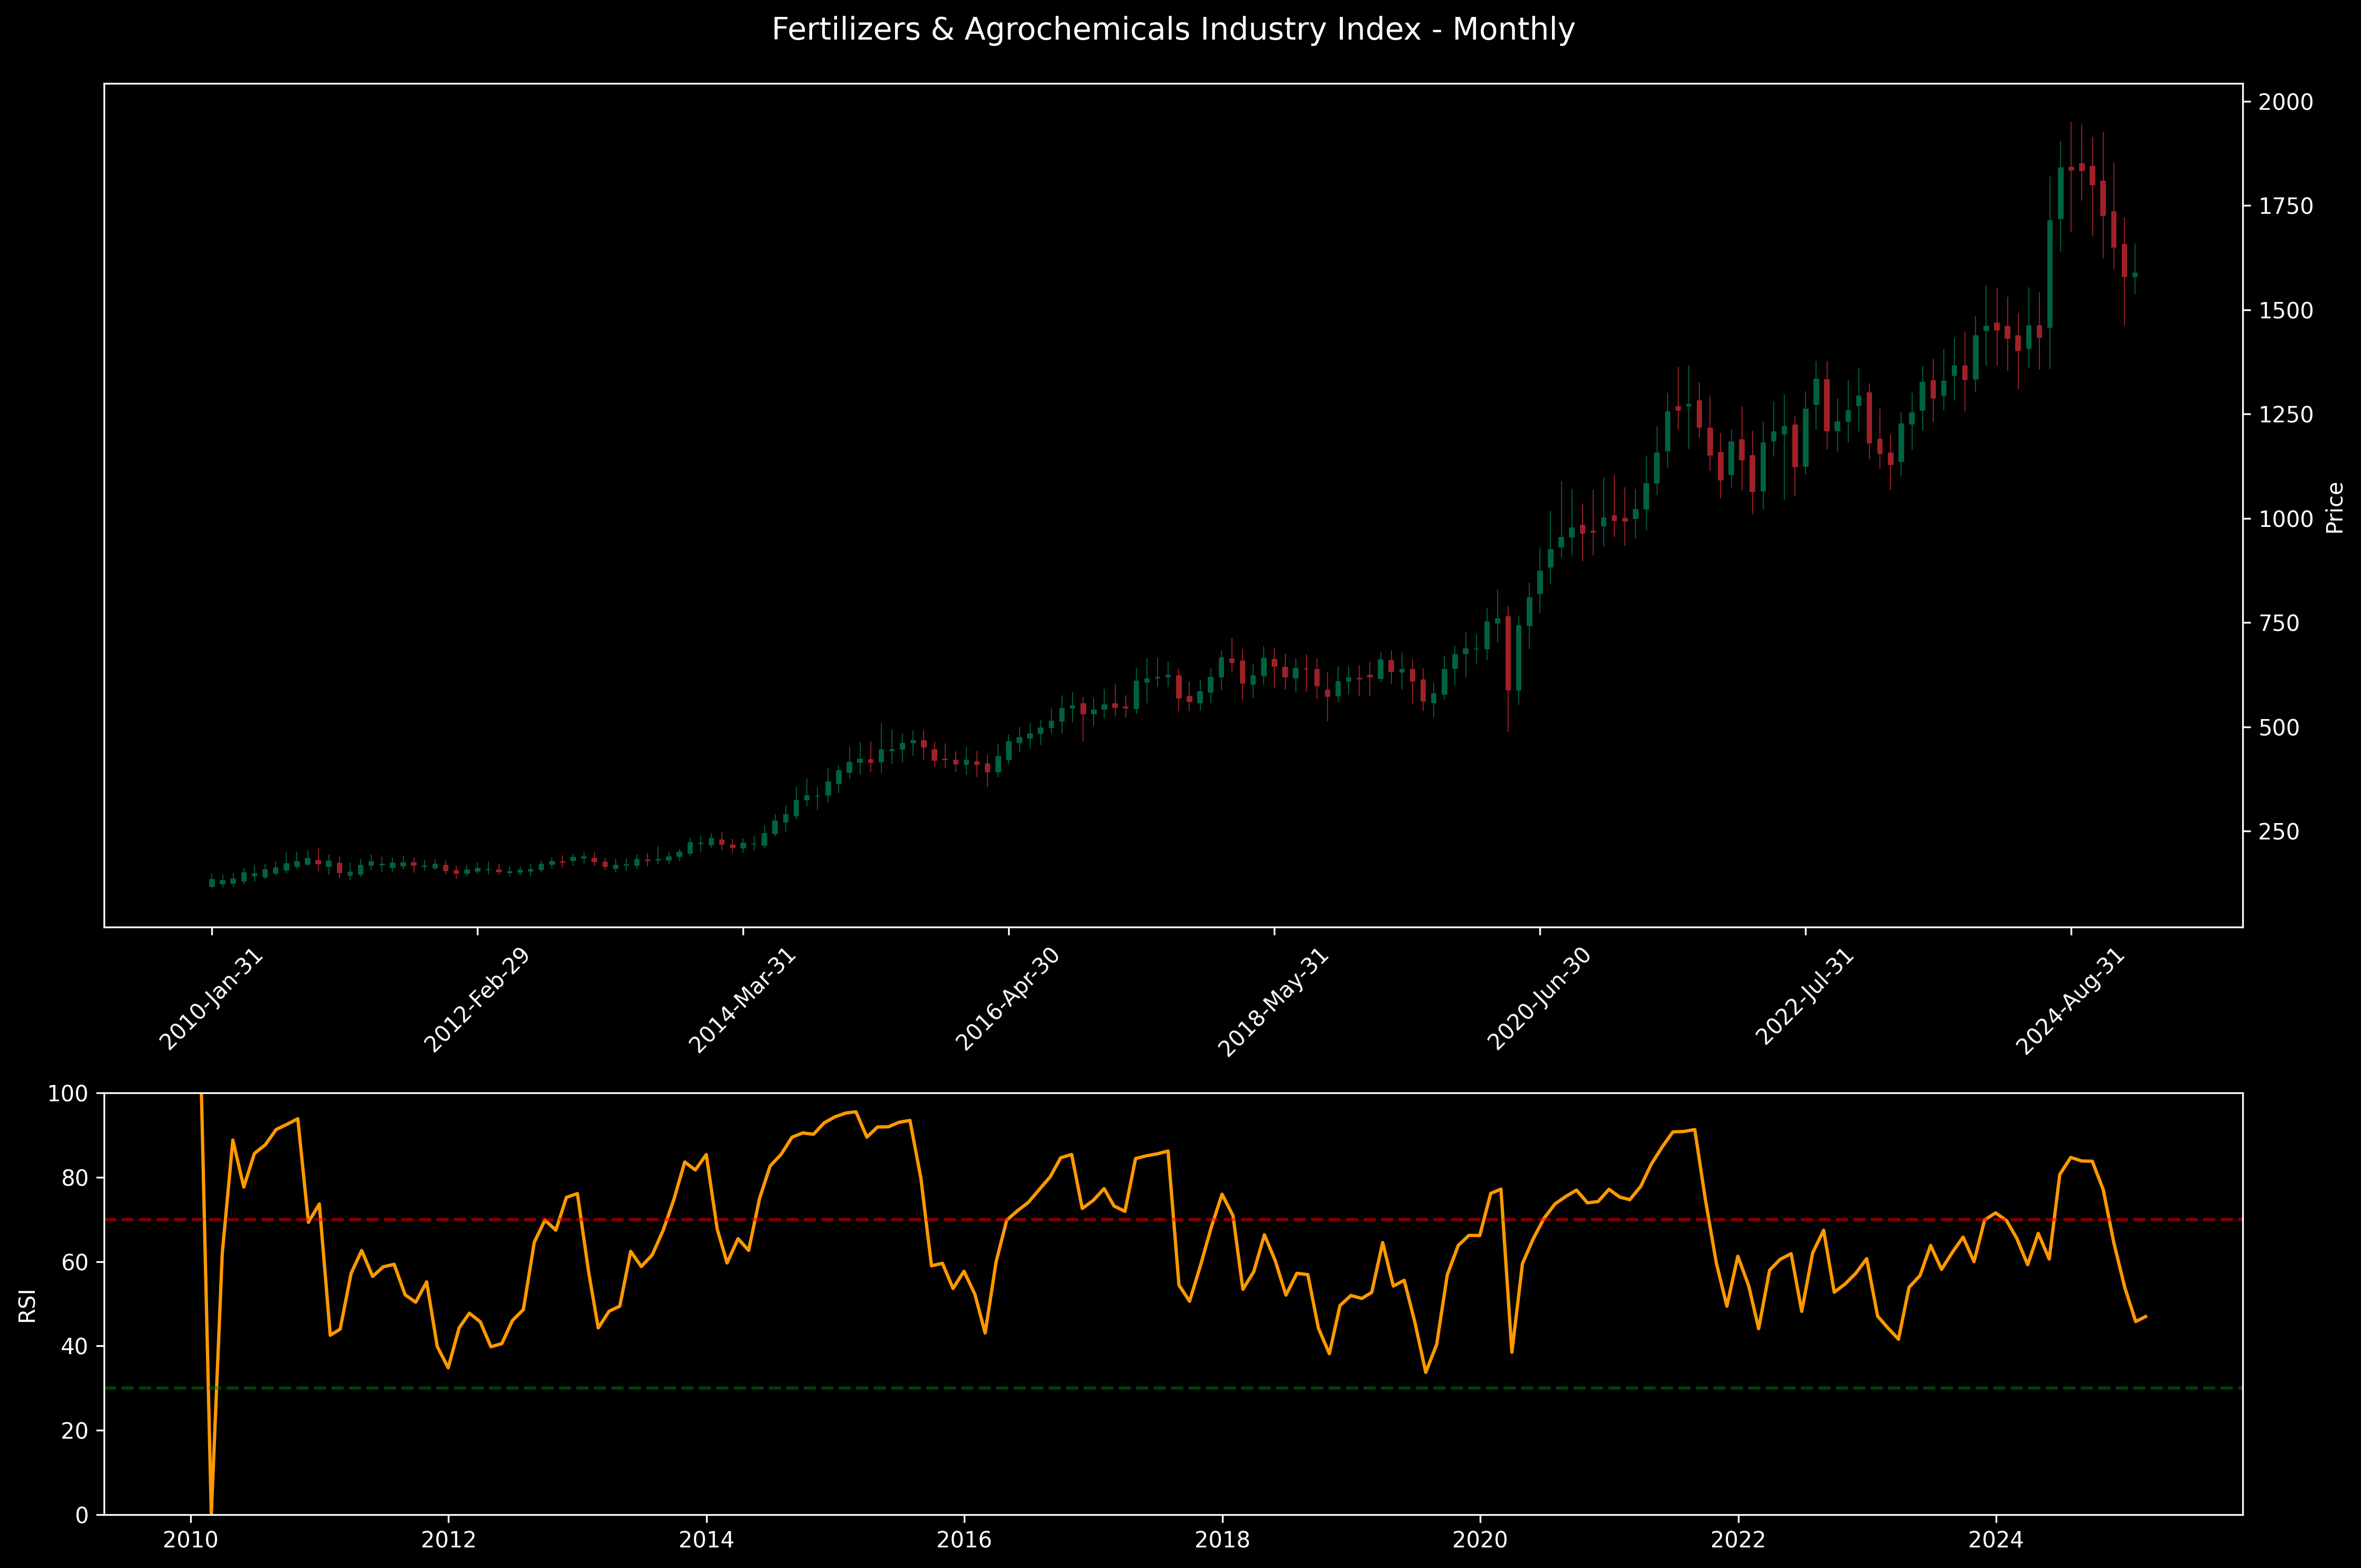 Fertilizers & Agrochemicals Industry Index - Monthly
2000
1750
1500
1250
1000
750
500
250
Price
2010-Jan-31
2012-Feb-29
2014-Mar-31
2016-Apr-30
2018-May-31
2020-Jun-30
2022-Jul-31
2024-Aug-31
100
80
60
40
20
0
RSI
2010
2012
2014
2016
2018
2020
2022
2024